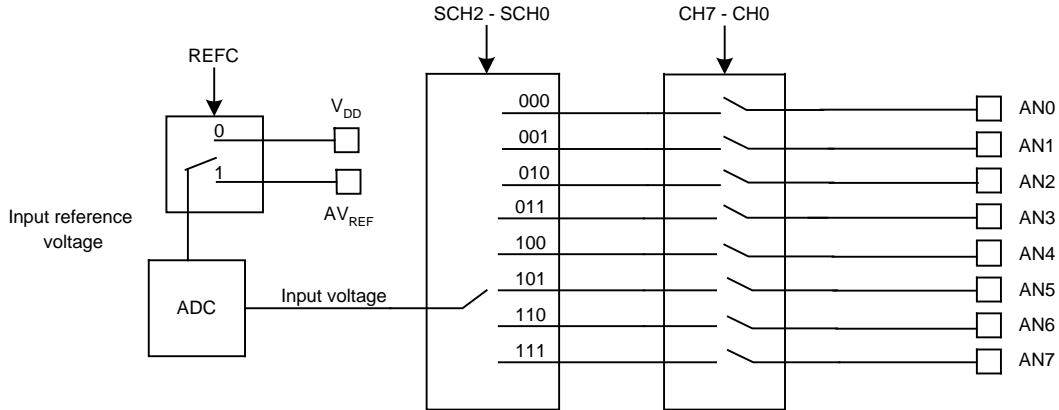 SCH2 - SCH0
CH7 - CH0
REFC
V_DD
0
1
AV_REF
Input reference
voltage
ADC
Input voltage
000
001
010
011
100
101
110
111
AN0
AN1
AN2
AN3
AN4
AN5
AN6
AN7